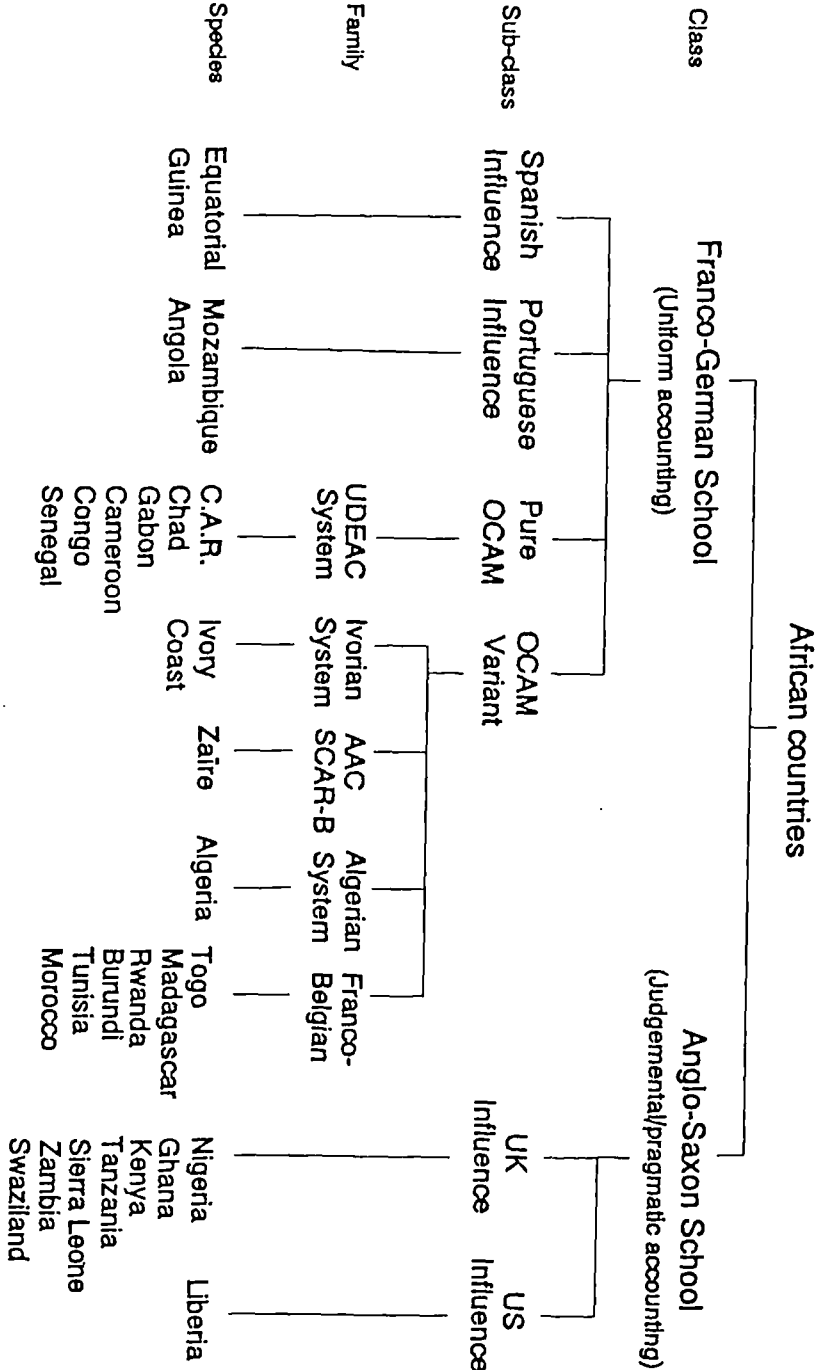 African countries
Class
Franco-German School
(Uniform accounting)
Anglo-Saxon School
(Judgemental/pragmatic accounting)
Sub-class
Spanish
Influence
Portuguese
Influence
Pure
OCAM
OCAM
Variant
UK
Influence
US
Influence
Family
UDEAC
System
Ivorian
System
AAC
SCAR-B
Algerian
System
Franco-
Belgian
Species
Equatorial
Guinea
Mozambique
Angola
C.A.R.
Chad
Gabon
Cameroon
Congo
Senegal
Ivory
Coast
Zaïre
Algeria
Togo
Madagascar
Rwanda
Burundi
Tunisia
Morocco
Nigeria
Ghana
Kenya
Tanzania
Sierra Leone
Zambia
Swaziland
Liberia